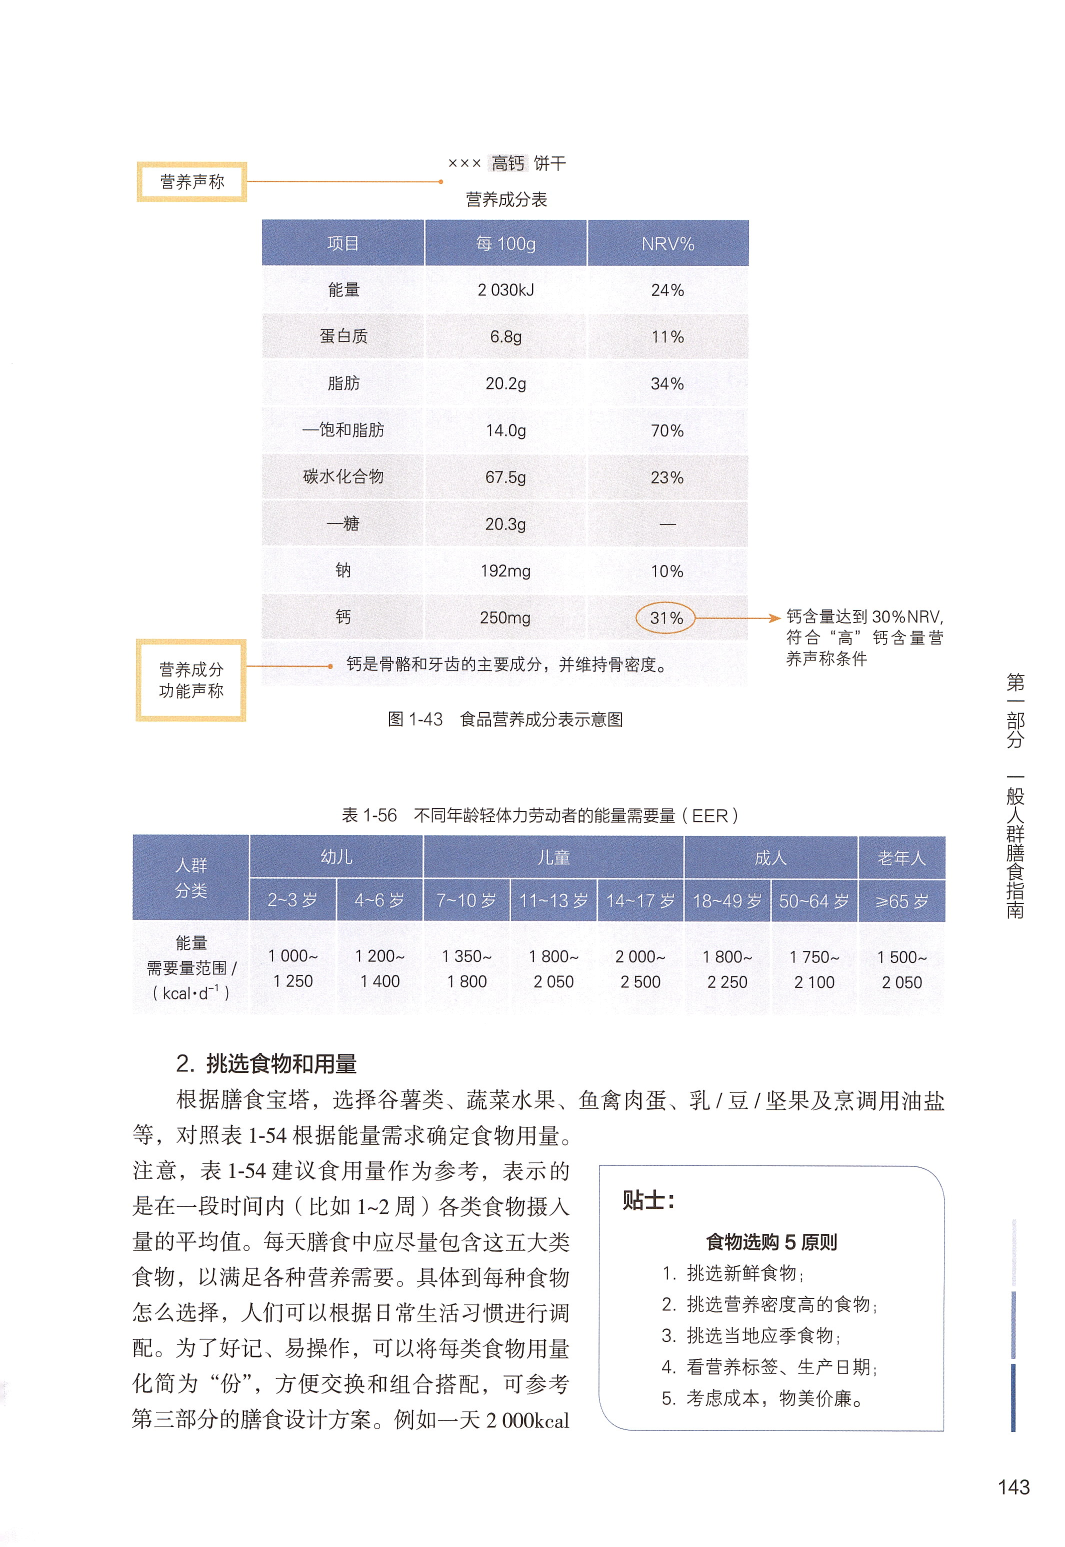 营养声称
××× 高钙 饼干
营养成分表
项目 每 100g NRV%
能量 2 030kJ 24%
蛋白质 6.8g 11%
脂肪 20.2g 34%
—饱和脂肪 14.0g 70%
碳水化合物 67.5g 23%
—糖 20.3g —
钠 192mg 10%
钙 250mg 31%
钙含量达到 30%NRV,
符合“高”钙含量营
养声称条件
营养成分
功能声称
钙是骨骼和牙齿的主要成分，并维持骨密度。
图 1-43 食品营养成分表示意图
表 1-56 不同年龄轻体力劳动者的能量需要量（EER）
人群
分类
幼儿 儿童 成人 老年人
2~3 岁 4~6 岁 7~10 岁 11~13 岁 14~17 岁 18~49 岁 50~64 岁 ≥65 岁
能量
需要量范围 /
（kcal·d⁻¹）
1 000~ 1 200~ 1 350~ 1 800~ 2 000~ 1 800~ 1 750~ 1 500~
1 250 1 400 1 800 2 050 2 500 2 250 2 100 2 050
2. 挑选食物和用量
根据膳食宝塔，选择谷薯类、蔬菜水果、鱼禽肉蛋、乳 / 豆 / 坚果及烹调用油盐
等，对照表 1-54 根据能量需求确定食物用量。
注意，表 1-54 建议食用量作为参考，表示的
是在一段时间内（比如 1~2 周）各类食物摄入
量的平均值。每天膳食中应尽量包含这五大类
食物，以满足各种营养需要。具体到每种食物
怎么选择，人们可以根据日常生活习惯进行调
配。为了好记、易操作，可以将每类食物用量
化简为“份”，方便交换和组合搭配，可参考
第三部分的膳食设计方案。例如一天 2 000kcal
贴士：
食物选购 5 原则
1. 挑选新鲜食物；
2. 挑选营养密度高的食物；
3. 挑选当地应季食物；
4. 看营养标签、生产日期；
5. 考虑成本，物美价廉。
第一部分 一般人群膳食指南
143